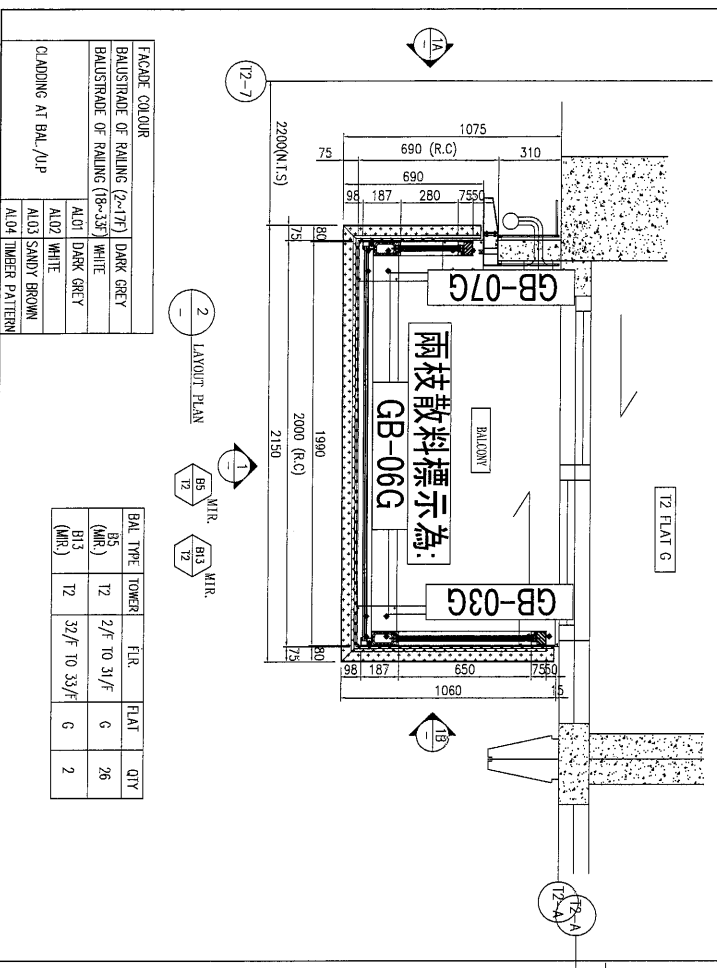 T2 FLAT G
BALCONY
兩枝散料標示為:
GB-06G
GB-07G
GB-03G
1A
-
T2-7
1075
690 (R.C)
310
75
690
98
187
280
75
50
2200(N.T.S)
75
80
1990
2000 (R.C)
2150
80
75
98
187
650
75
50
1060
15
1B
-
1
-
T2-A
T2-A
2
-
LAYOUT PLAN
B5
T2
MIR.
B13
T2
MIR.
FACADE COLOUR
BALUSTRADE OF RAILING (2~17F) DARK GREY
BALUSTRADE OF RAILING (18~33F) WHITE
CLADDING AT BAL./U.P
AL01 DARK GREY
AL02 WHITE
AL03 SANDY BROWN
AL04 TIMBER PATTERN
BAL TYPE TOWER FLR. FLAT QTY
B5 (MIR.) T2 2/F TO 31/F G 26
B13 (MIR.) T2 32/F TO 33/F G 2